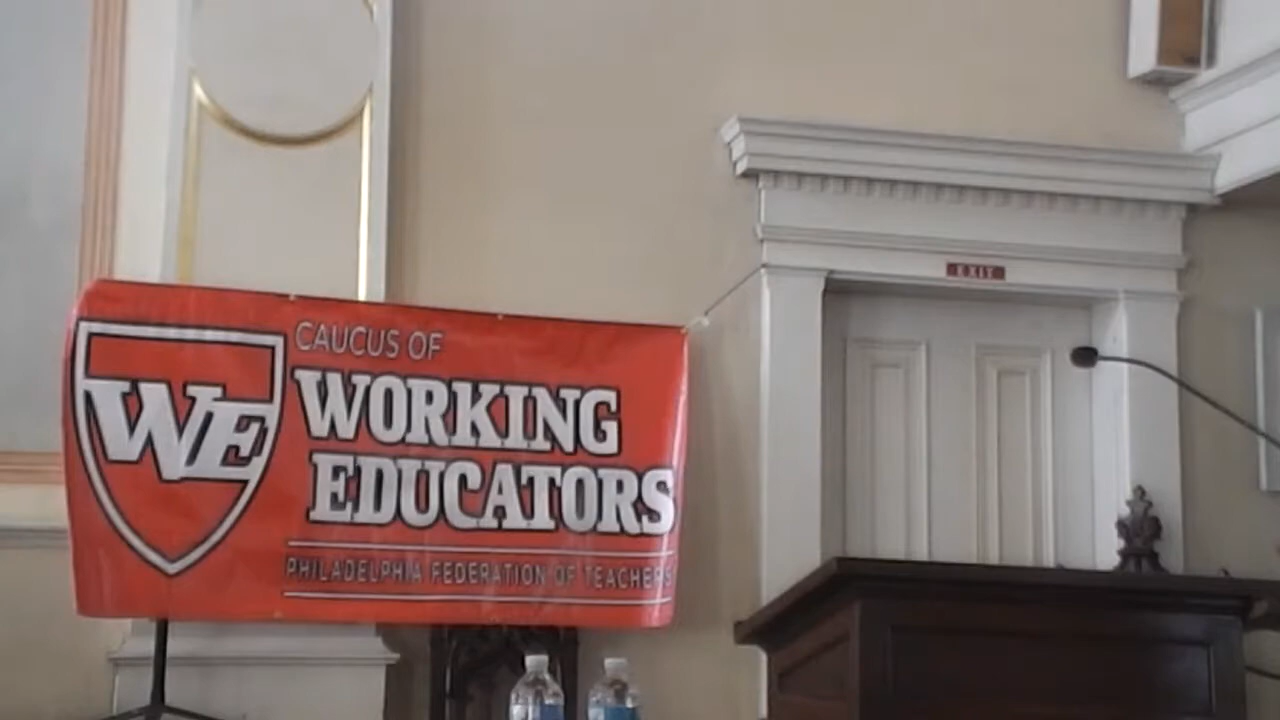 WE
CAUCUS OF
WORKING
EDUCATORS
PHILADELPHIA FEDERATION OF TEACHERS
EXIT